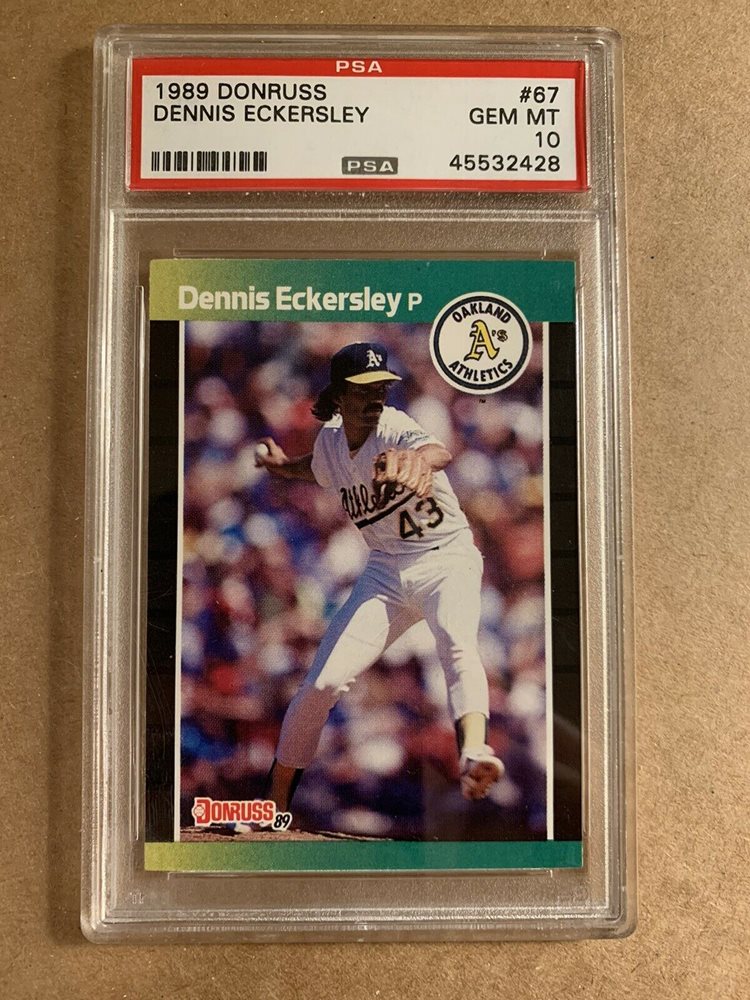 PSA
1989 DONRUSS #67
DENNIS ECKERSLEY GEM MT
10
PSA 45532428
Dennis Eckersley P
OAKLAND
A's
ATHLETICS
TM
A's
Athletics
43
DONRUSS 89